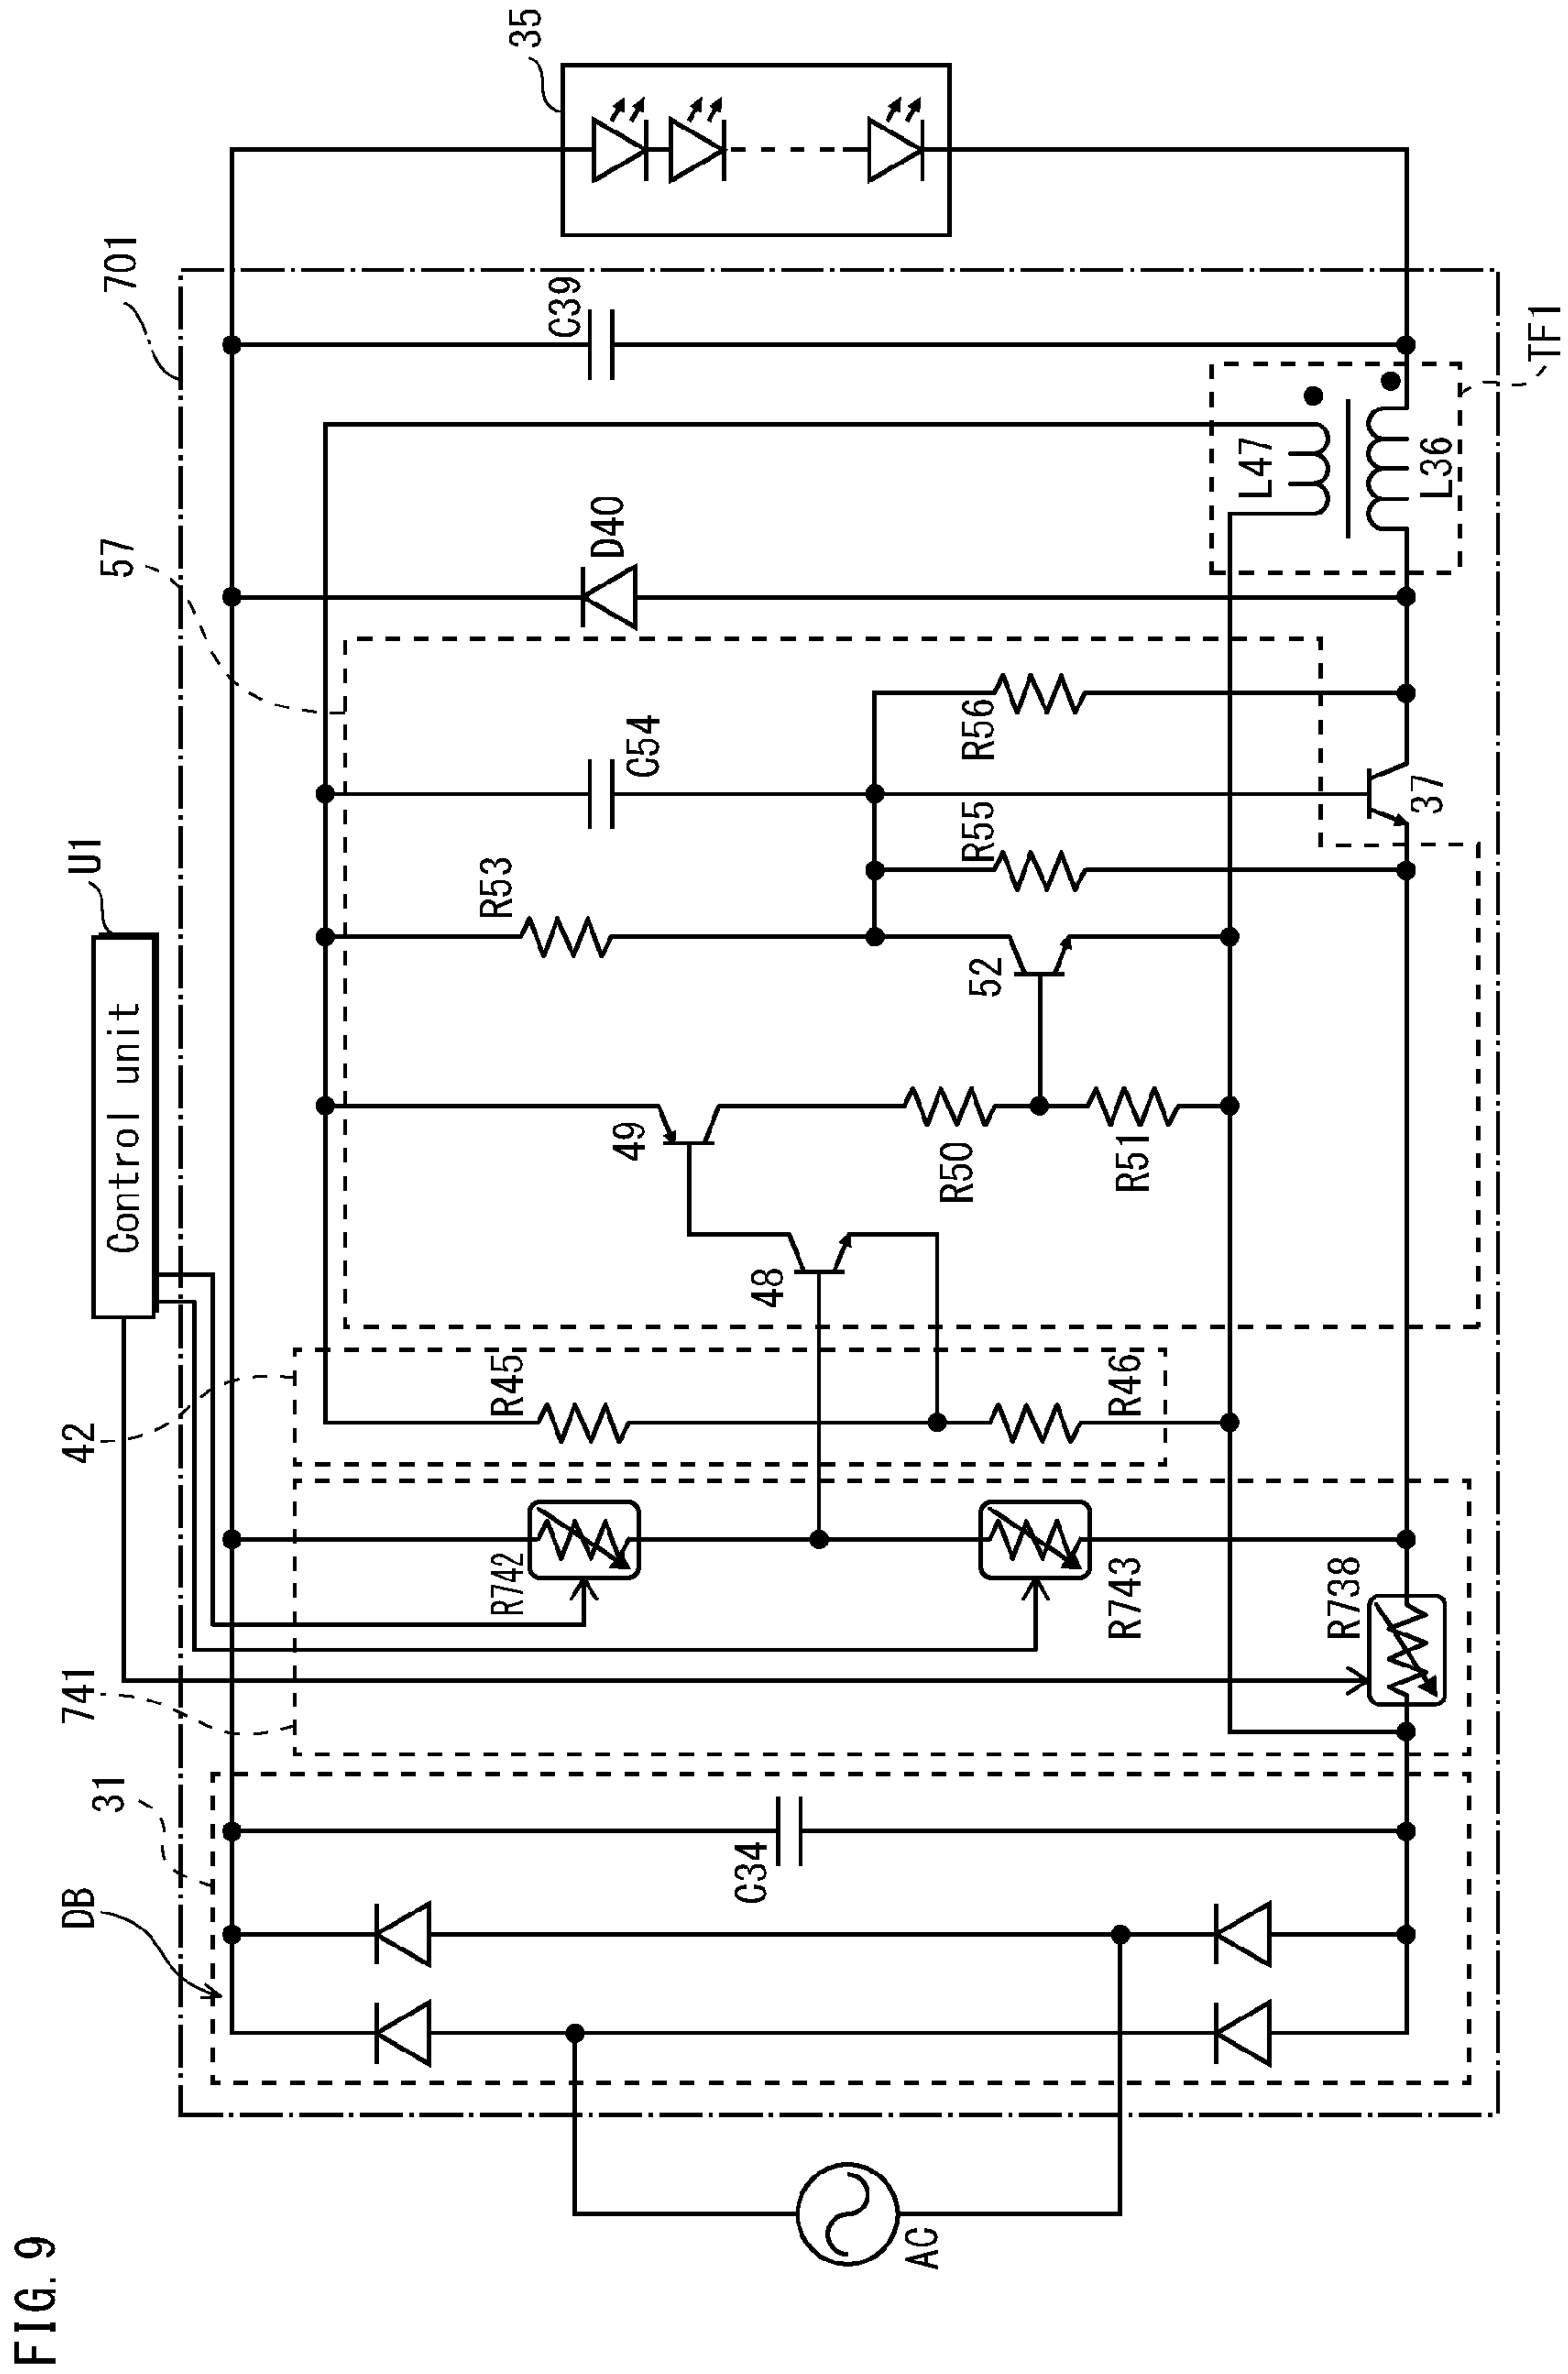 FIG. 9
U1
Control unit
701
57
42
741
31
DB
AC
C34
R742
R743
R738
R45
R46
48
49
R50
R51
52
R53
C54
R55
R56
37
D40
C39
L47
L36
TF1
35